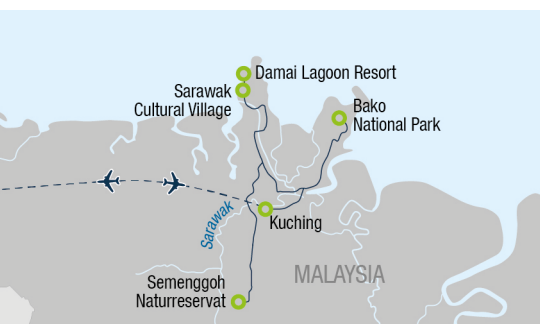 Damai Lagoon Resort
Sarawak
Cultural Village
Bako
National Park
Sarawak
Kuching
MALAYSIA
Semenggoh
Naturreservat